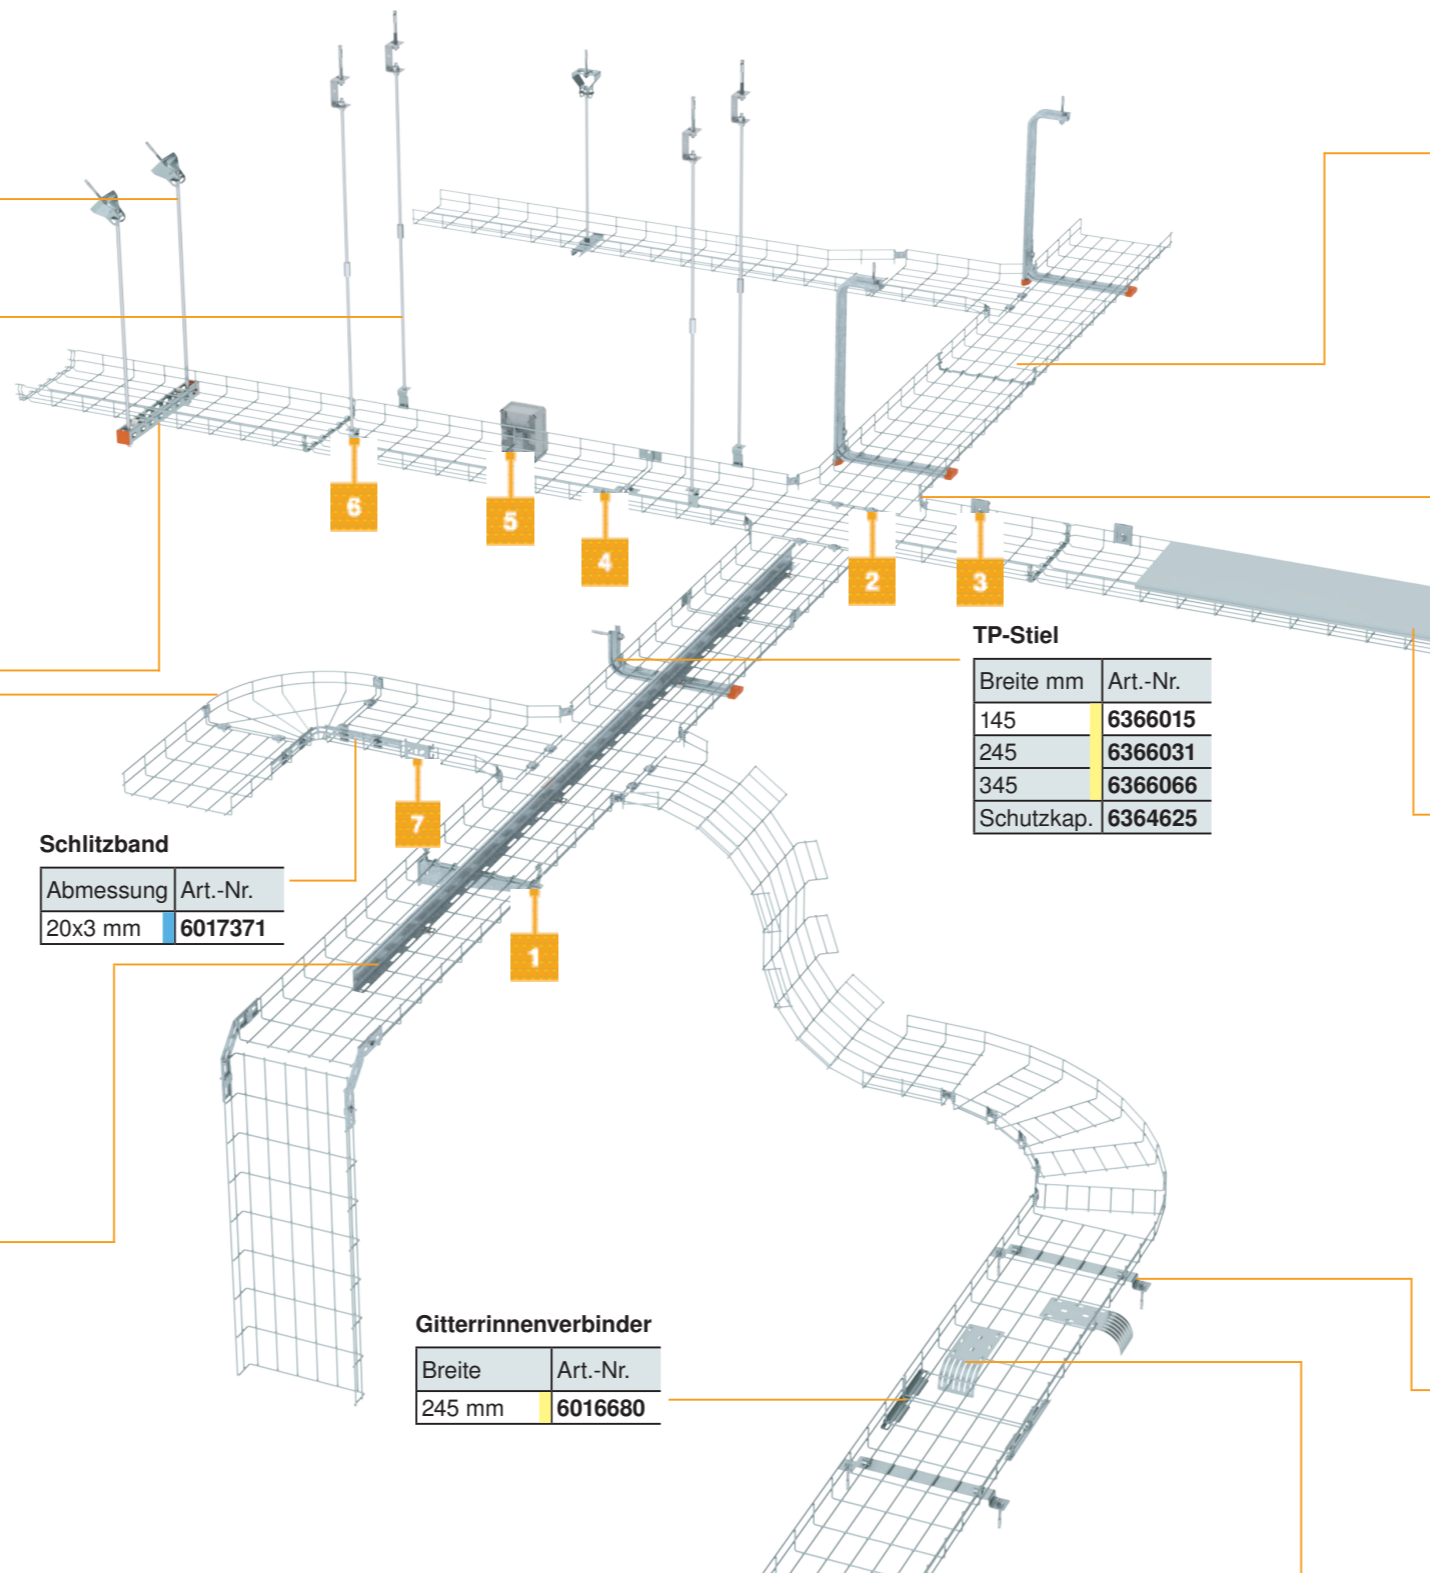 6
5
4
2
3
TP-Stiel
Breite mm Art.-Nr.
145 6366015
245 6366031
345 6366066
Schutzkap. 6364625
7
Schlitzband
Abmessung Art.-Nr.
20x3 mm 6017371
1
Gitterrinnenverbinder
Breite Art.-Nr.
245 mm 6016680